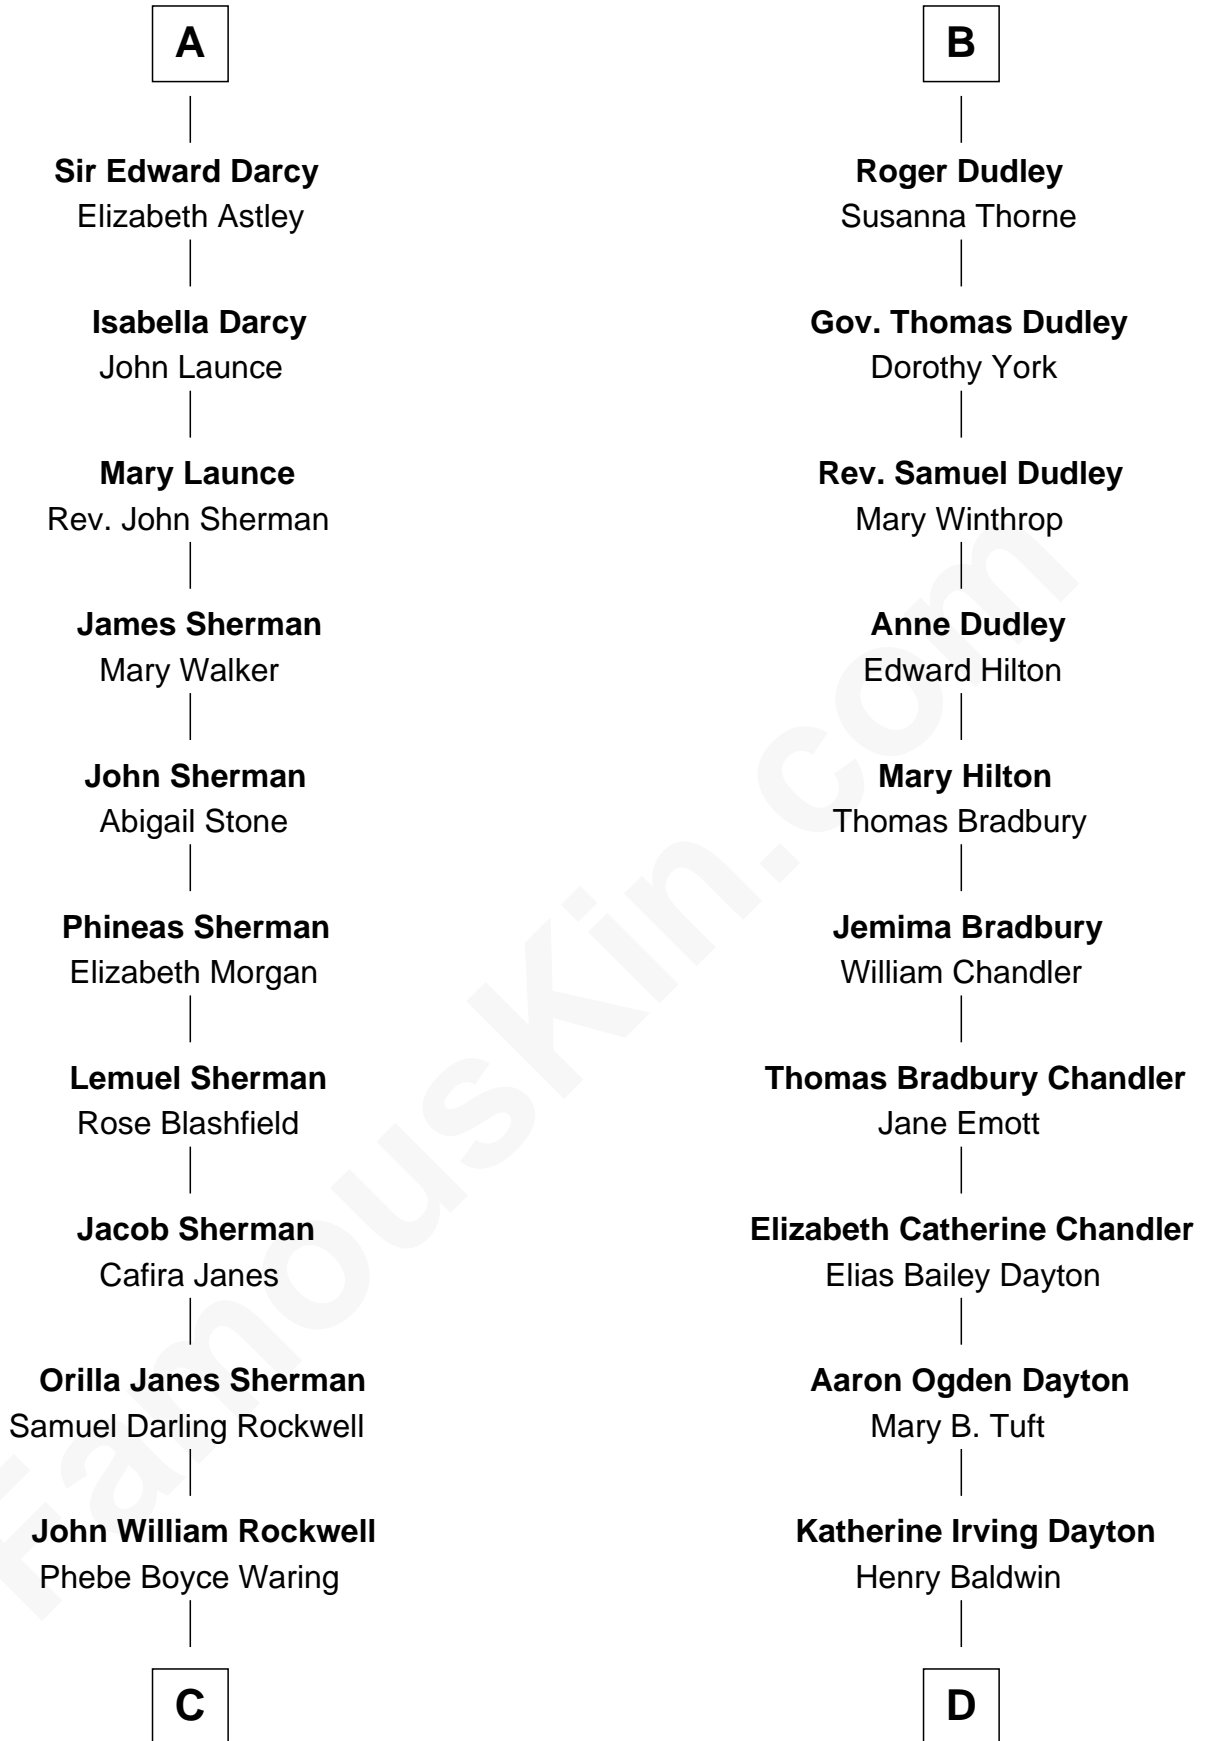 A
Sir Edward Darcy
Elizabeth Astley
Isabella Darcy
John Launce
Mary Launce
Rev. John Sherman
James Sherman
Mary Walker
John Sherman
Abigail Stone
Phineas Sherman
Elizabeth Morgan
Lemuel Sherman
Rose Blashfield
Jacob Sherman
Cafira Janes
Orilla Janes Sherman
Samuel Darling Rockwell
John William Rockwell
Phebe Boyce Waring
C
B
Roger Dudley
Susanna Thorne
Gov. Thomas Dudley
Dorothy York
Rev. Samuel Dudley
Mary Winthrop
Anne Dudley
Edward Hilton
Mary Hilton
Thomas Bradbury
Jemima Bradbury
William Chandler
Thomas Bradbury Chandler
Jane Emott
Elizabeth Catherine Chandler
Elias Bailey Dayton
Aaron Ogden Dayton
Mary B. Tuft
Katherine Irving Dayton
Henry Baldwin
D
FamousKin.com